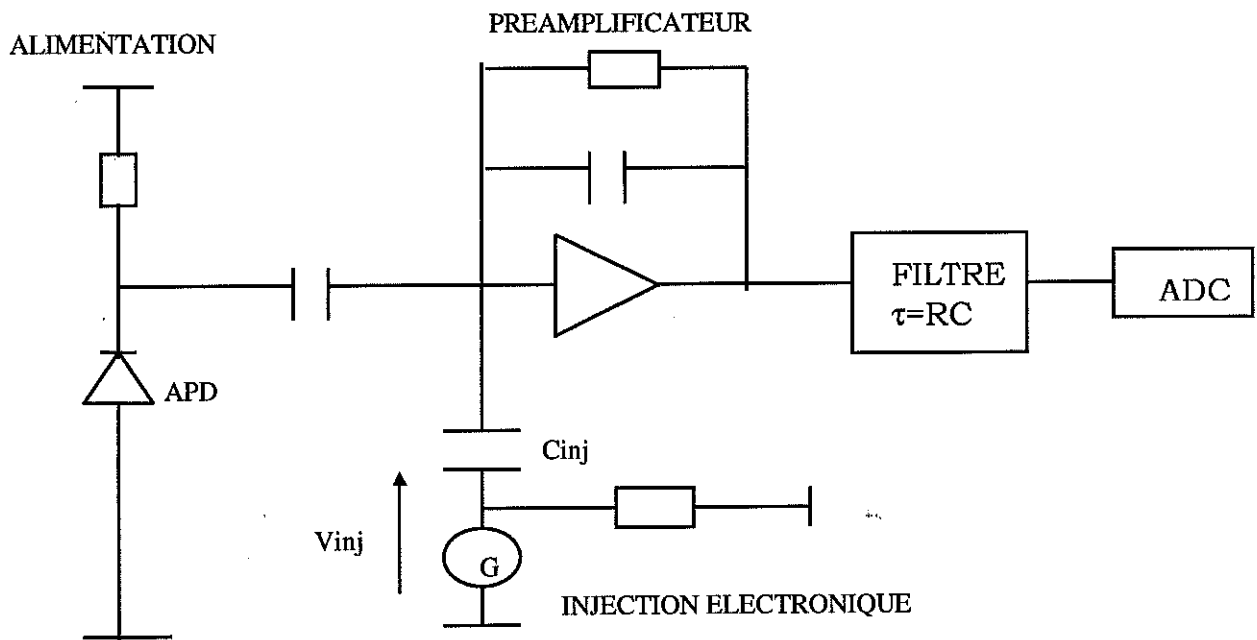 PREAMPLIFICATEUR
ALIMENTATION
FILTRE
τ=RC
ADC
APD
Cinj
Vinj
G
INJECTION ELECTRONIQUE